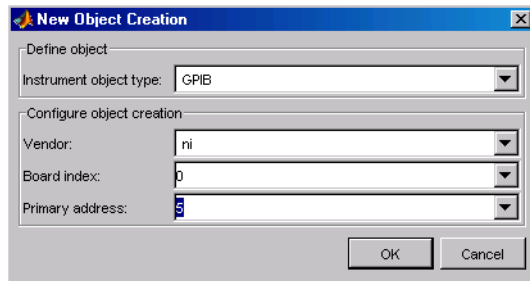 New Object Creation
Define object
Instrument object type: GPIB
Configure object creation
Vendor: ni
Board index: 0
Primary address: 5
OK Cancel